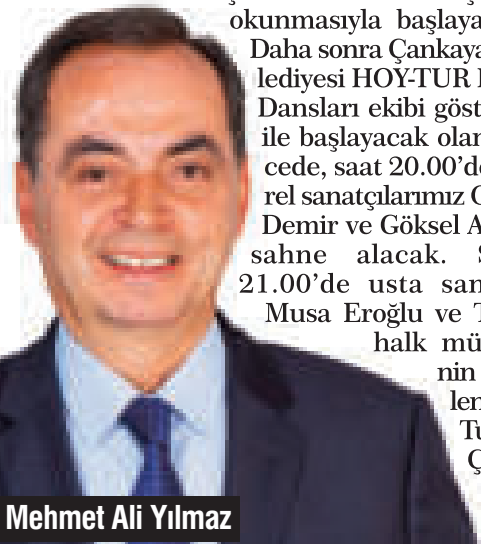 okunmasıyla başlaya
Daha sonra Çankaya
lediyesi HOY-TUR
Dansları ekibi göst
ile başlayacak olan
cede, saat 20.00’de
rel sanatçılarımız
Demir ve Göksel A
sahne alacak. S
21.00’de usta san
Musa Eroğlu ve T
halk mü
nin
len
Tu
Ç
Mehmet Ali Yılmaz